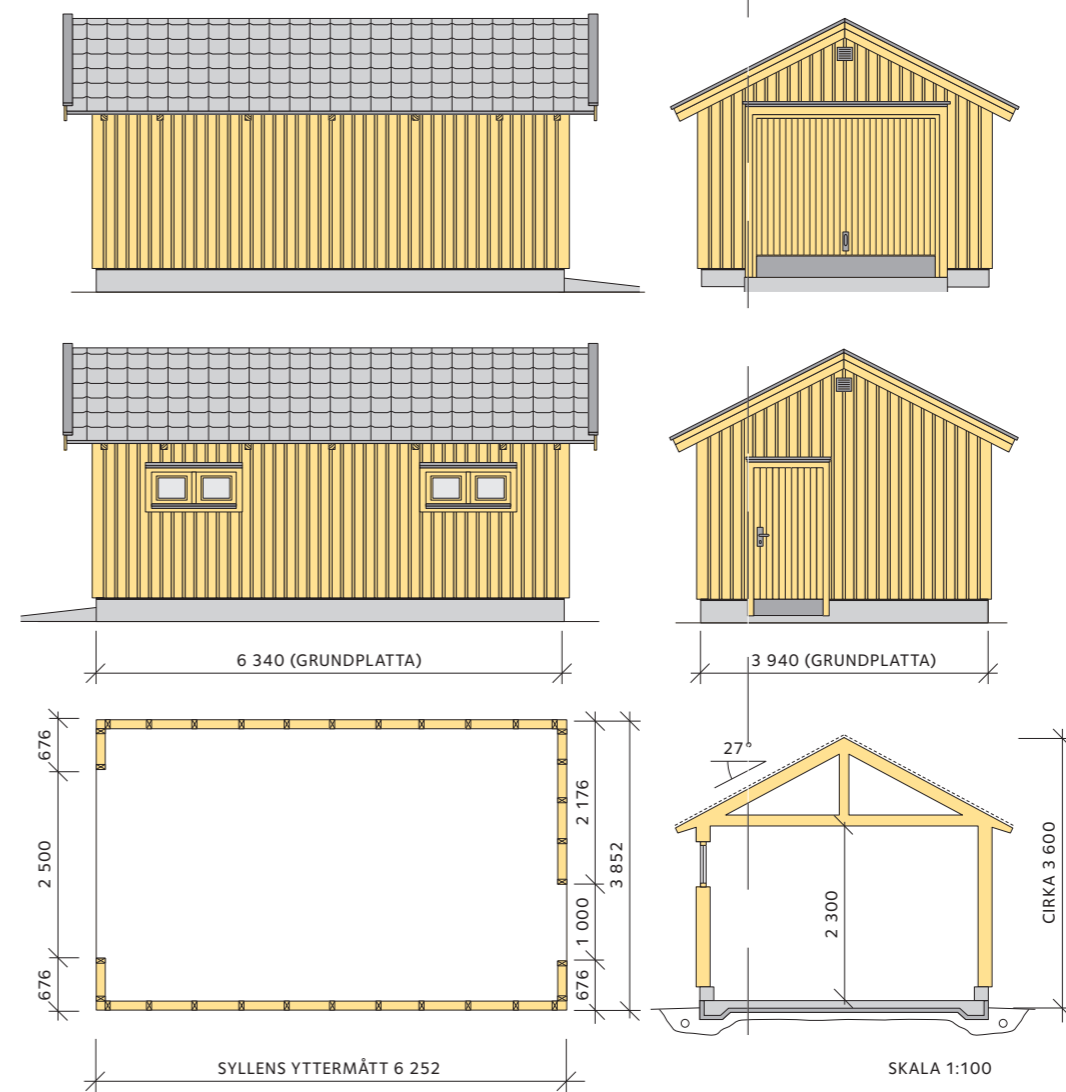 6 340 (GRUNDPLATTA)
3 940 (GRUNDPLATTA)
676
2 500
676
2 176
1 000
676
3 852
27°
2 300
CIRKA 3 600
SYLLENS YTTERMÅTT 6 252
SKALA 1:100